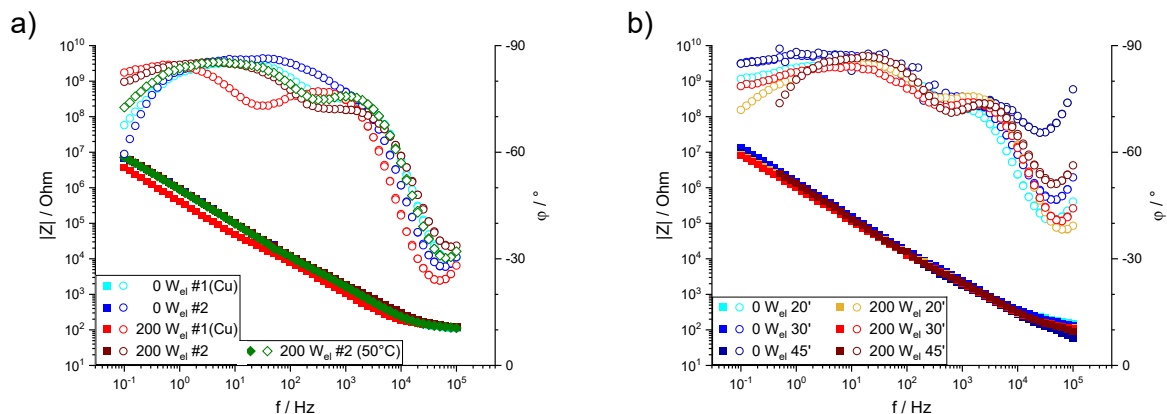 a)
10^10
10^9
10^8
10^7
10^6
10^5
10^4
10^3
10^2
10^1
|Z| / Ohm
-90
-60
-30
0
φ / °
0 W_el #1(Cu)
0 W_el #2
200 W_el #1(Cu)
200 W_el #2
200 W_el #2 (50°C)
10^-1 10^0 10^1 10^2 10^3 10^4 10^5
f / Hz
b)
10^10
10^9
10^8
10^7
10^6
10^5
10^4
10^3
10^2
10^1
|Z| / Ohm
-90
-60
-30
0
φ / °
0 W_el 20' 200 W_el 20'
0 W_el 30' 200 W_el 30'
0 W_el 45' 200 W_el 45'
10^-1 10^0 10^1 10^2 10^3 10^4 10^5
f / Hz